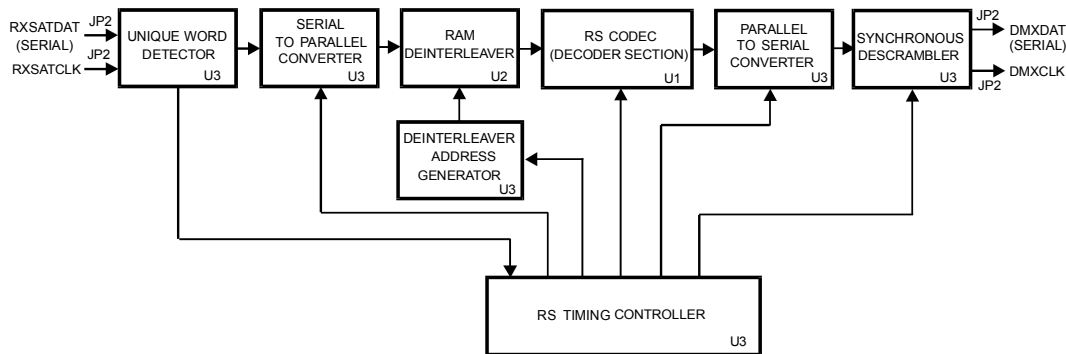 RXSATDAT
(SERIAL)
JP2
JP2
RXSATCLK
UNIQUE WORD
DETECTOR
U3
SERIAL
TO PARALLEL
CONVERTER
U3
RAM
DEINTERLEAVER
U2
RS CODEC
(DECODER SECTION)
U1
PARALLEL
TO SERIAL
CONVERTER
U3
SYNCHRONOUS
DESCRAMBLER
U3
JP2
DMXDAT
(SERIAL)
DMXCLK
JP2
DEINTERLEAVER
ADDRESS
GENERATOR
U3
RS TIMING CONTROLLER
U3